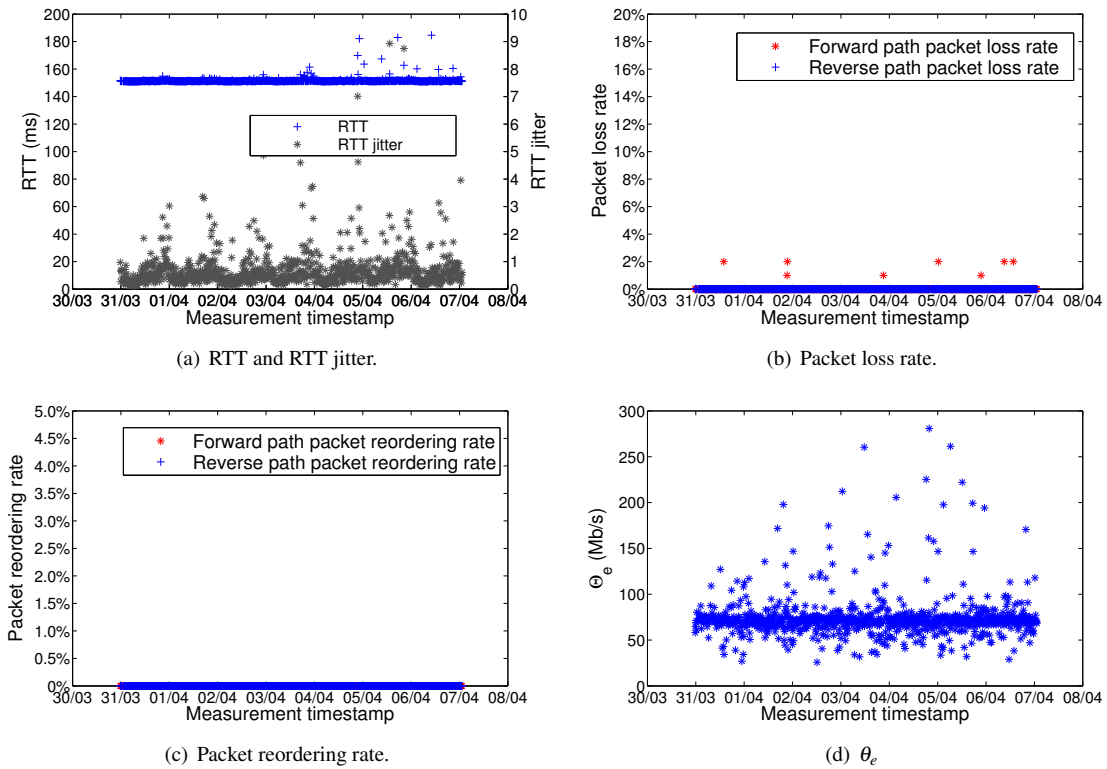 200
180
160
140
120
100
80
60
40
20
0
RTT (ms)
10
9
8
7
6
5
4
3
2
1
0
RTT jitter
RTT
RTT jitter
30/03 31/03 01/04 02/04 03/04 04/04 05/04 06/04 07/04 08/04
Measurement timestamp
(a) RTT and RTT jitter.
20%
18%
16%
14%
12%
10%
8%
6%
4%
2%
0%
Packet loss rate
Forward path packet loss rate
Reverse path packet loss rate
30/03 31/03 01/04 02/04 03/04 04/04 05/04 06/04 07/04 08/04
Measurement timestamp
(b) Packet loss rate.
5.0%
4.5%
4.0%
3.5%
3.0%
2.5%
2.0%
1.5%
1.0%
0.5%
0%
Packet reordering rate
Forward path packet reordering rate
Reverse path packet reordering rate
30/03 31/03 01/04 02/04 03/04 04/04 05/04 06/04 07/04 08/04
Measurement timestamp
(c) Packet reordering rate.
300
250
200
150
100
50
0
Θ_e (Mb/s)
30/03 31/03 01/04 02/04 03/04 04/04 05/04 06/04 07/04 08/04
Measurement timestamp
(d) θe